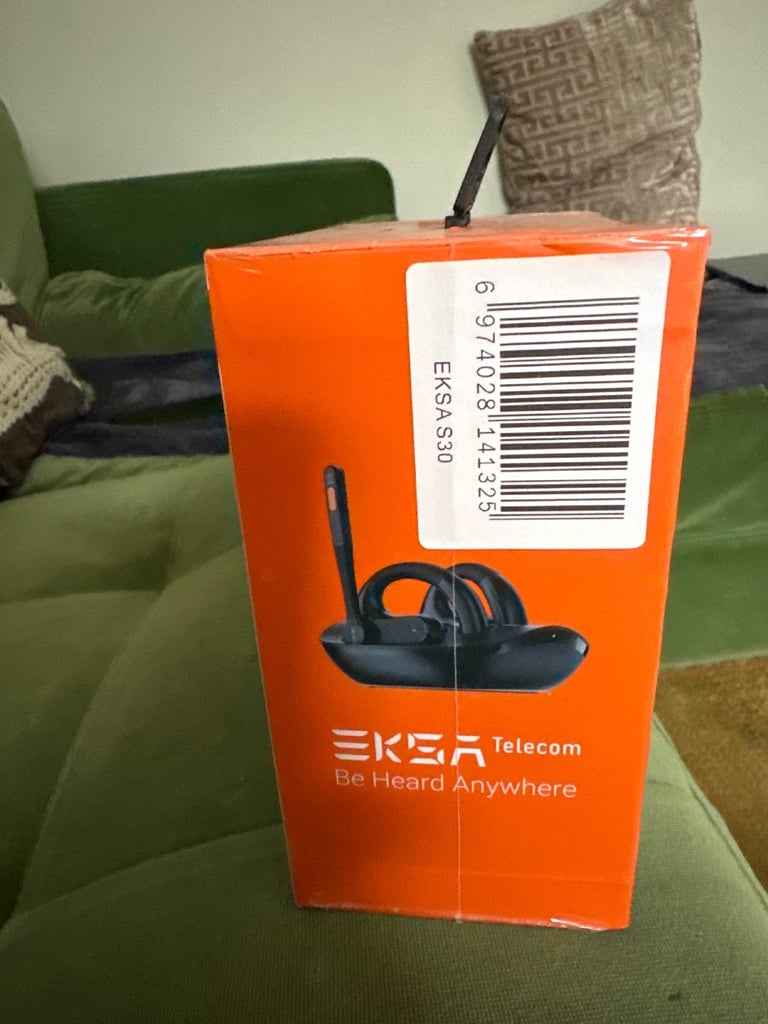 6 974028 141325
EKSA S30
EKSA Telecom
Be Heard Anywhere